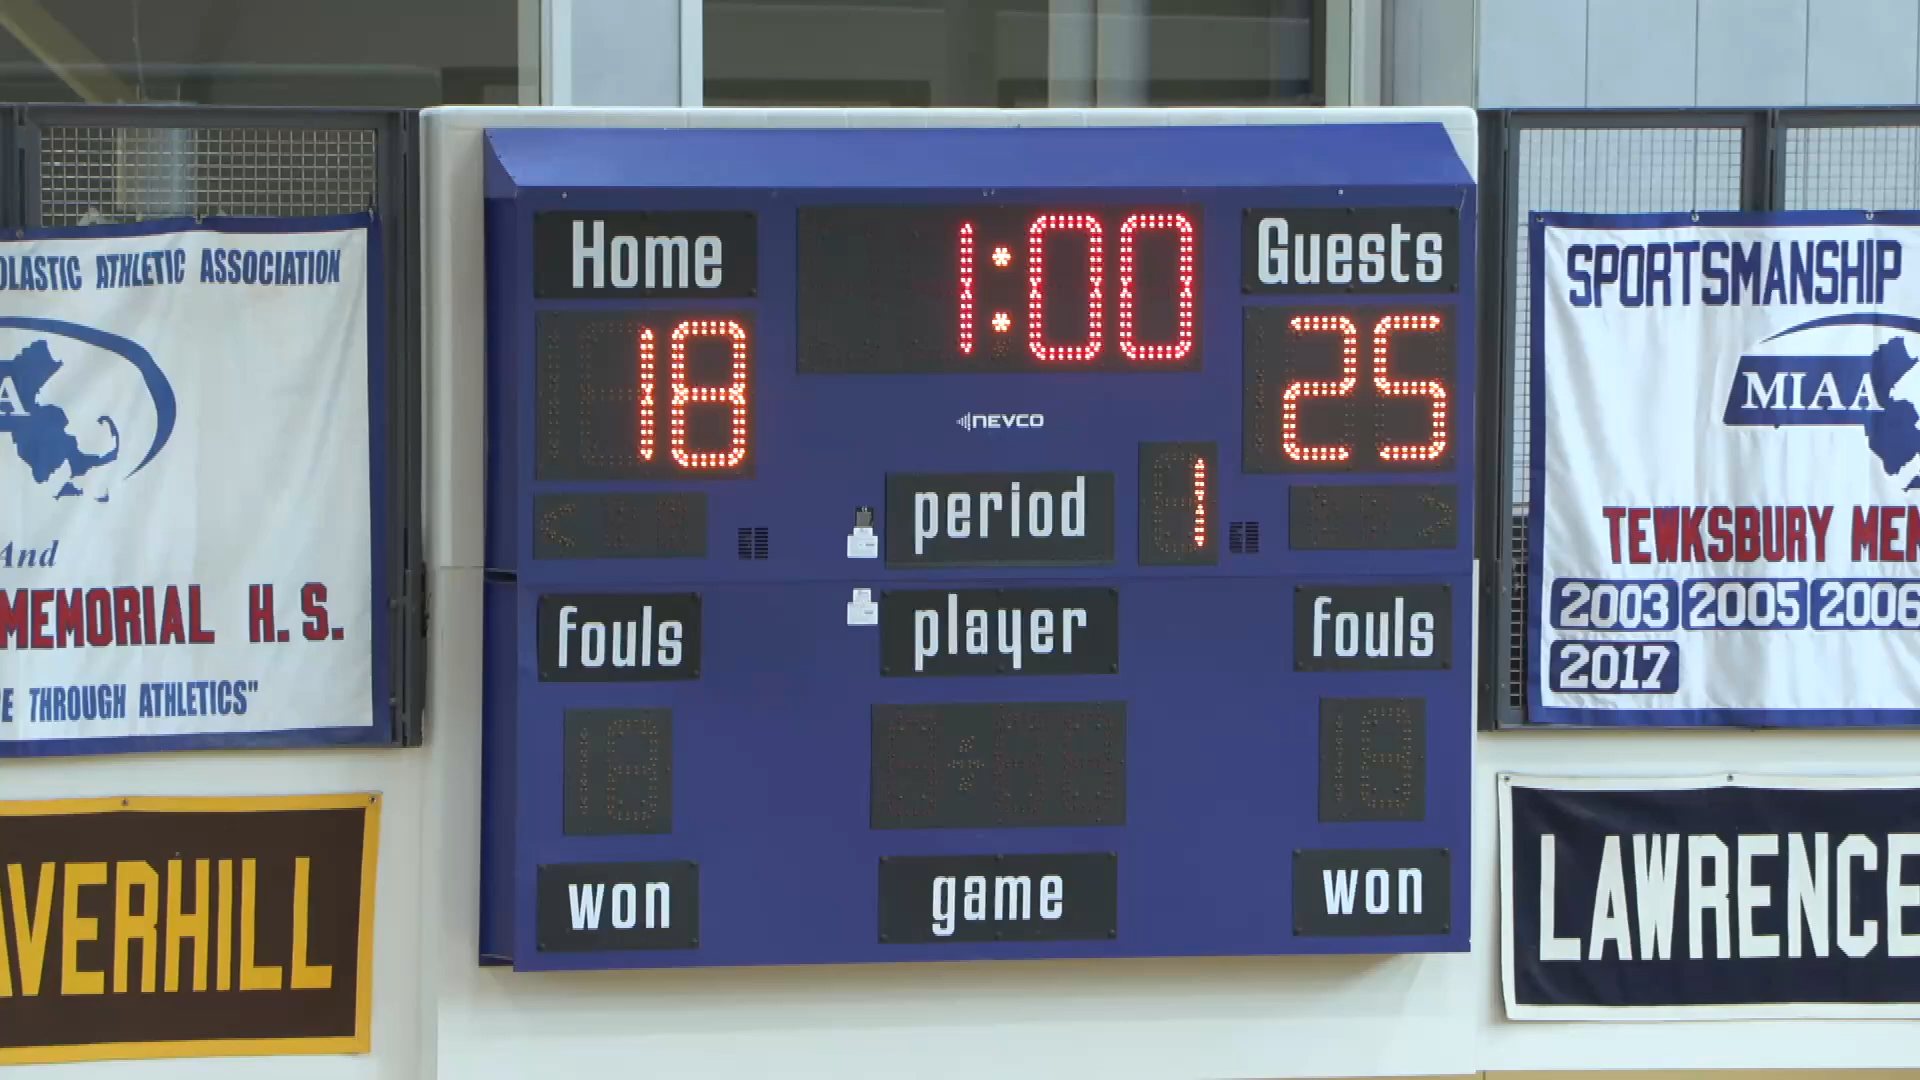 OLASTIC ATHLETIC ASSOCIATION
A
And
MEMORIAL H. S.
E THROUGH ATHLETICS"
AVERHILL
Home
1:00
Guests
18
25
NEVCO
period
1
fouls
player
fouls
won
game
won
SPORTSMANSHIP
MIAA
TEWKSBURY MEM
2003 2005 2006
2017
LAWRENCE